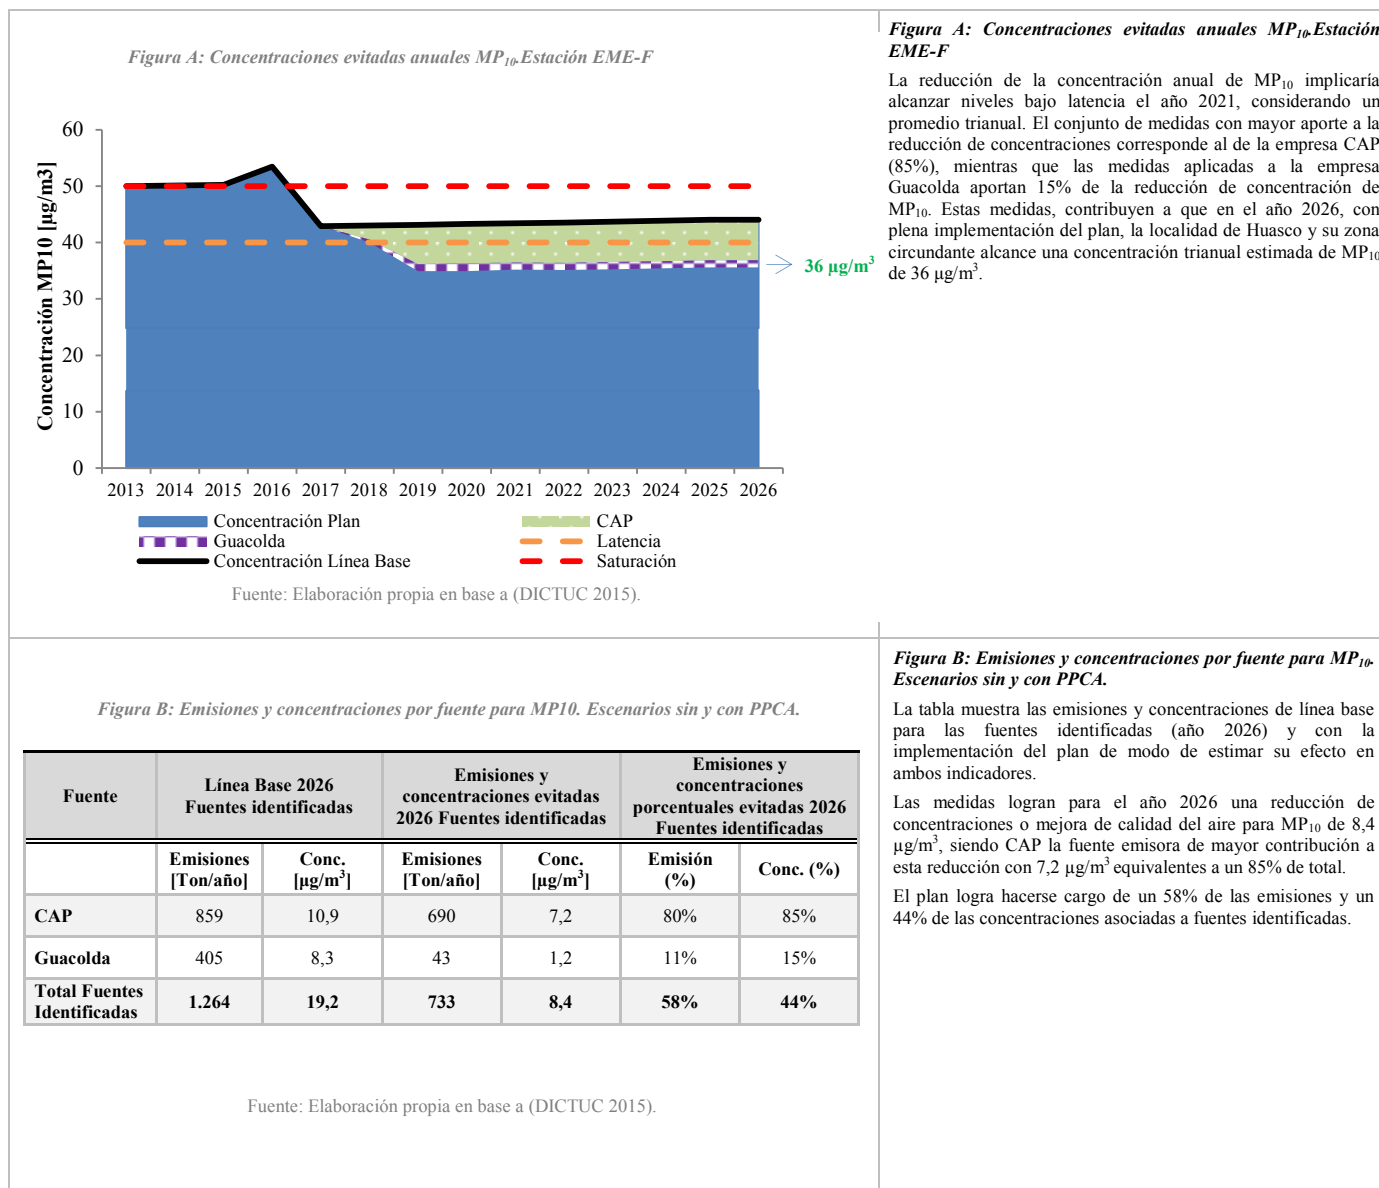 Figura A: Concentraciones evitadas anuales MP10.Estación EME-F
60
50
40
30
20
10
0
Concentración MP10 [µg/m3]
36 µg/m3
2013 2014 2015 2016 2017 2018 2019 2020 2021 2022 2023 2024 2025 2026
Concentración Plan
CAP
Guacolda
Latencia
Concentración Línea Base
Saturación
Fuente: Elaboración propia en base a (DICTUC 2015).
Figura A: Concentraciones evitadas anuales MP10.Estación
EME-F
La reducción de la concentración anual de MP10 implicaría
alcanzar niveles bajo latencia el año 2021, considerando un
promedio trianual. El conjunto de medidas con mayor aporte a la
reducción de concentraciones corresponde al de la empresa CAP
(85%), mientras que las medidas aplicadas a la empresa
Guacolda aportan 15% de la reducción de concentración de
MP10. Estas medidas, contribuyen a que en el año 2026, con
plena implementación del plan, la localidad de Huasco y su zona
circundante alcance una concentración trianual estimada de MP10
de 36 µg/m3.
Figura B: Emisiones y concentraciones por fuente para MP10. Escenarios sin y con PPCA.
Fuente
Línea Base 2026
Fuentes identificadas
Emisiones y
concentraciones evitadas
2026 Fuentes identificadas
Emisiones y
concentraciones
porcentuales evitadas 2026
Fuentes identificadas
Emisiones
[Ton/año]
Conc.
[µg/m3]
Emisiones
[Ton/año]
Conc.
[µg/m3]
Emisión
(%)
Conc. (%)
CAP 859 10,9 690 7,2 80% 85%
Guacolda 405 8,3 43 1,2 11% 15%
Total Fuentes
Identificadas
1.264 19,2 733 8,4 58% 44%
Fuente: Elaboración propia en base a (DICTUC 2015).
Figura B: Emisiones y concentraciones por fuente para MP10.
Escenarios sin y con PPCA.
La tabla muestra las emisiones y concentraciones de línea base
para las fuentes identificadas (año 2026) y con la
implementación del plan de modo de estimar su efecto en
ambos indicadores.
Las medidas logran para el año 2026 una reducción de
concentraciones o mejora de calidad del aire para MP10 de 8,4
µg/m3, siendo CAP la fuente emisora de mayor contribución a
esta reducción con 7,2 µg/m3 equivalentes a un 85% de total.
El plan logra hacerse cargo de un 58% de las emisiones y un
44% de las concentraciones asociadas a fuentes identificadas.